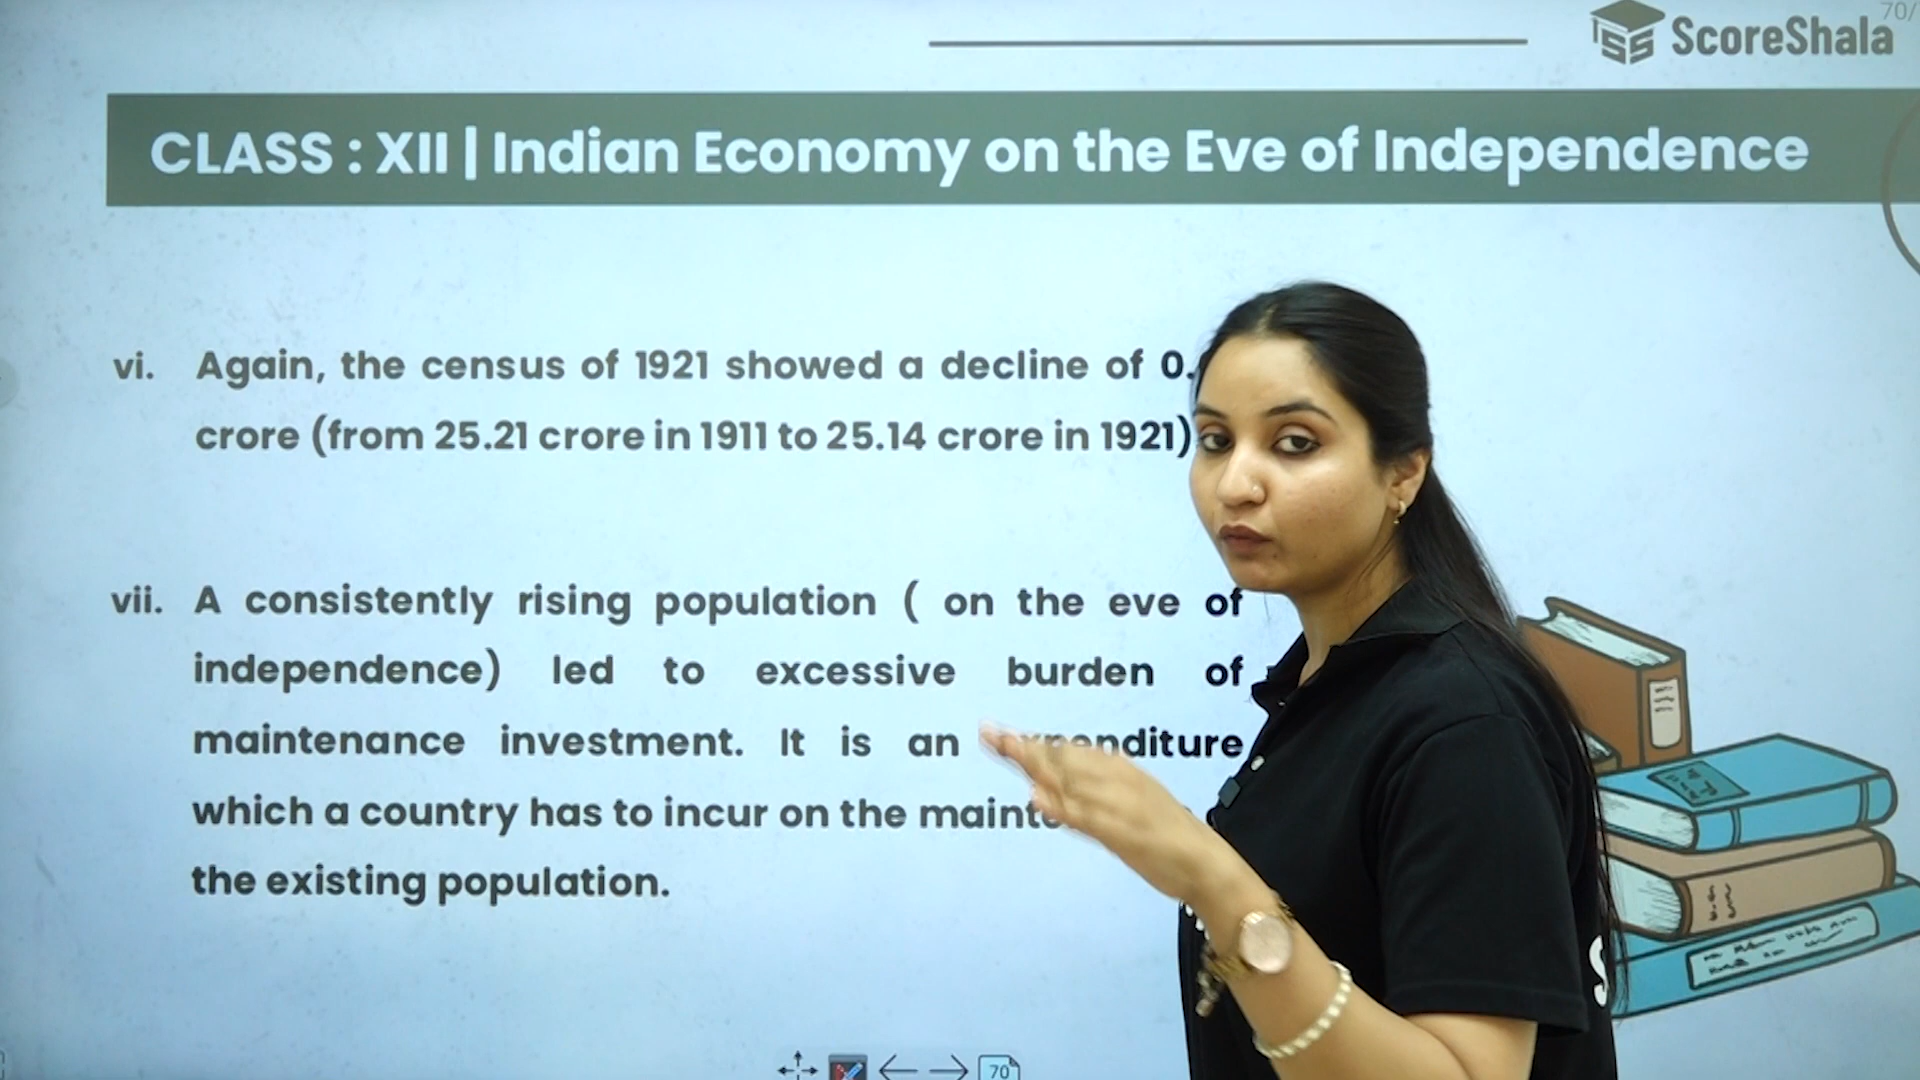 70/
ScoreShala
CLASS : XII | Indian Economy on the Eve of Independence
vi. Again, the census of 1921 showed a decline of 0.
crore (from 25.21 crore in 1911 to 25.14 crore in 1921)
vii. A consistently rising population ( on the eve of
independence) led to excessive burden of
maintenance investment. It is an
which a country has to incur on the
the existing population.
70